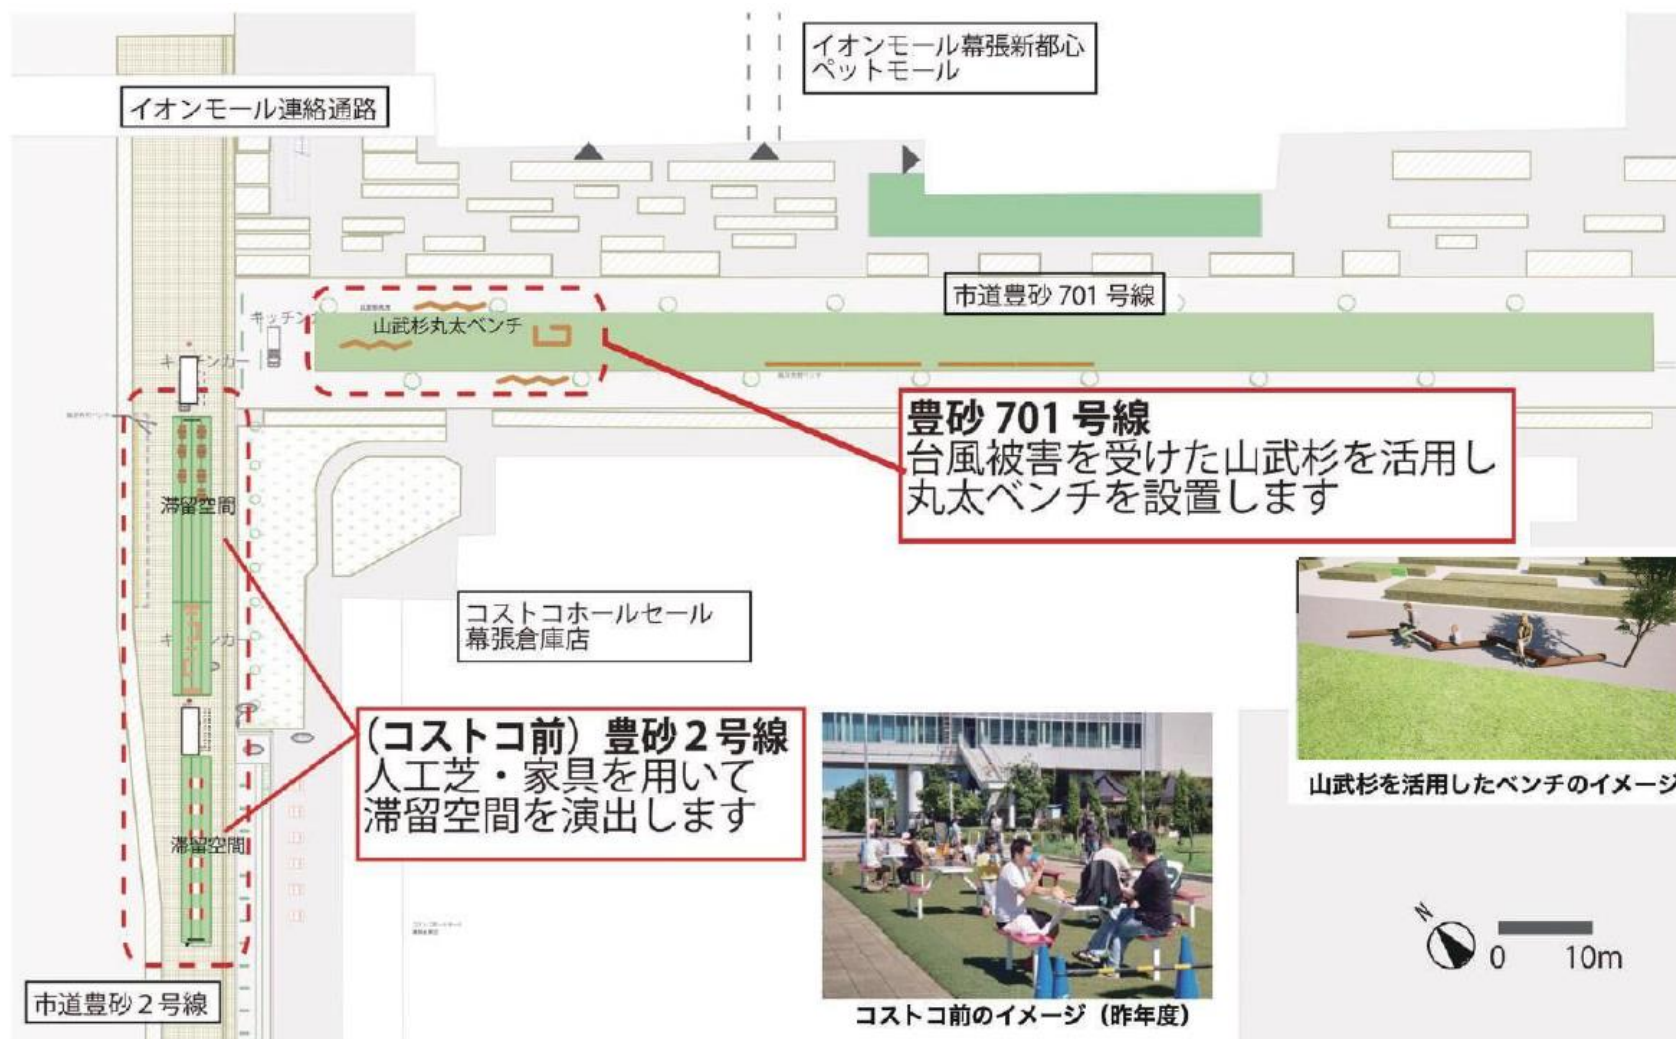 イオンモール幕張新都心
ペットモール
イオンモール連絡通路
市道豊砂 701 号線
キッチンカ
山武杉丸太ベンチ
豊砂 701 号線
台風被害を受けた山武杉を活用し
丸太ベンチを設置します
滞留空間
コストコホールセール
幕張倉庫店
(コストコ前）豊砂２号線
人工芝・家具を用いて
滞留空間を演出します
滞留空間
山武杉を活用したベンチのイメージ
コストコ前のイメージ（昨年度）
市道豊砂２号線
N
0 10m